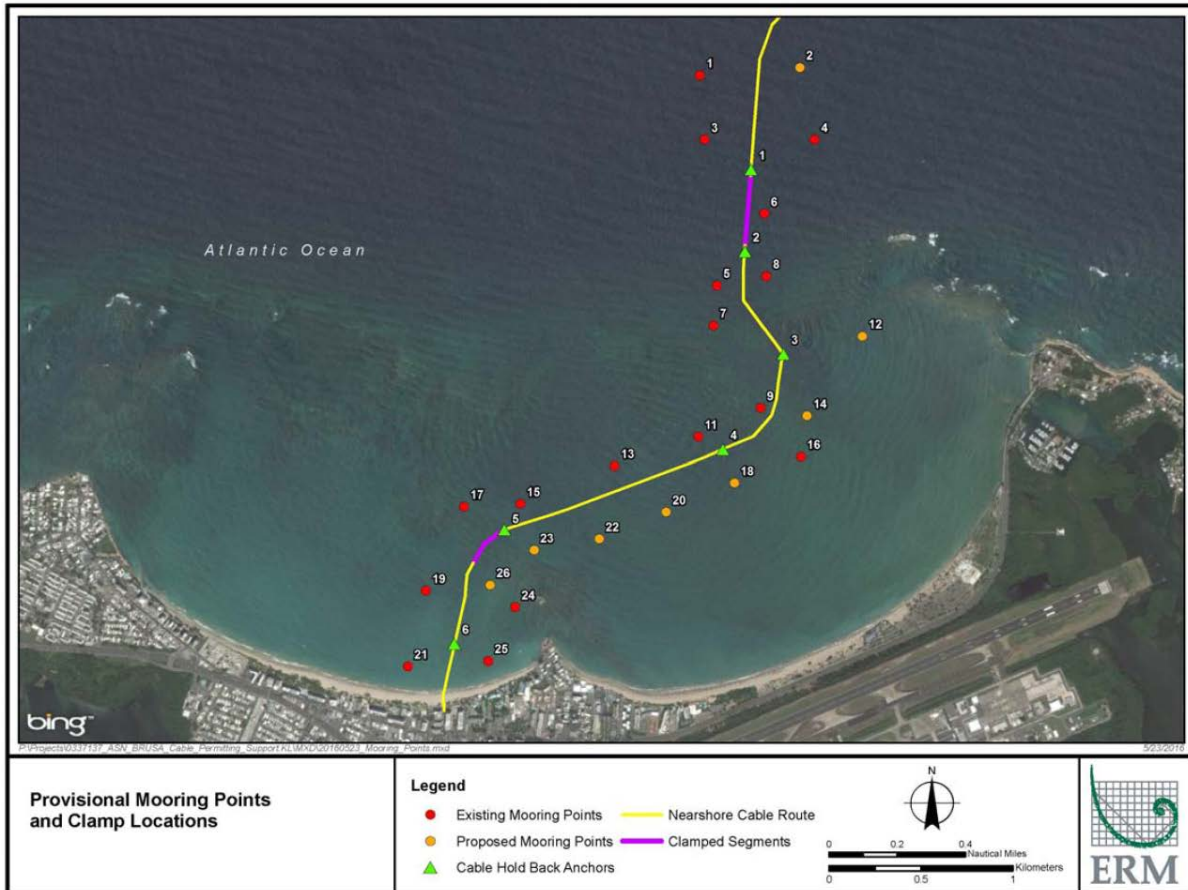 1
2
3
4
1
6
2
8
5
7
3
12
9
14
11
4
16
13
18
15
17
20
5
22
23
26
19
24
6
25
21
Atlantic Ocean
bing™
P:\Projects\0337137_ASN_BRUSA_Cable_Permitting_Support.KL\MXD\20160523_Mooring_Points.mxd
5/23/2016
Provisional Mooring Points
and Clamp Locations
Legend
Existing Mooring Points
Nearshore Cable Route
Proposed Mooring Points
Clamped Segments
Cable Hold Back Anchors
N
0 0.2 0.4
Nautical Miles
Kilometers
0 0.5 1
ERM